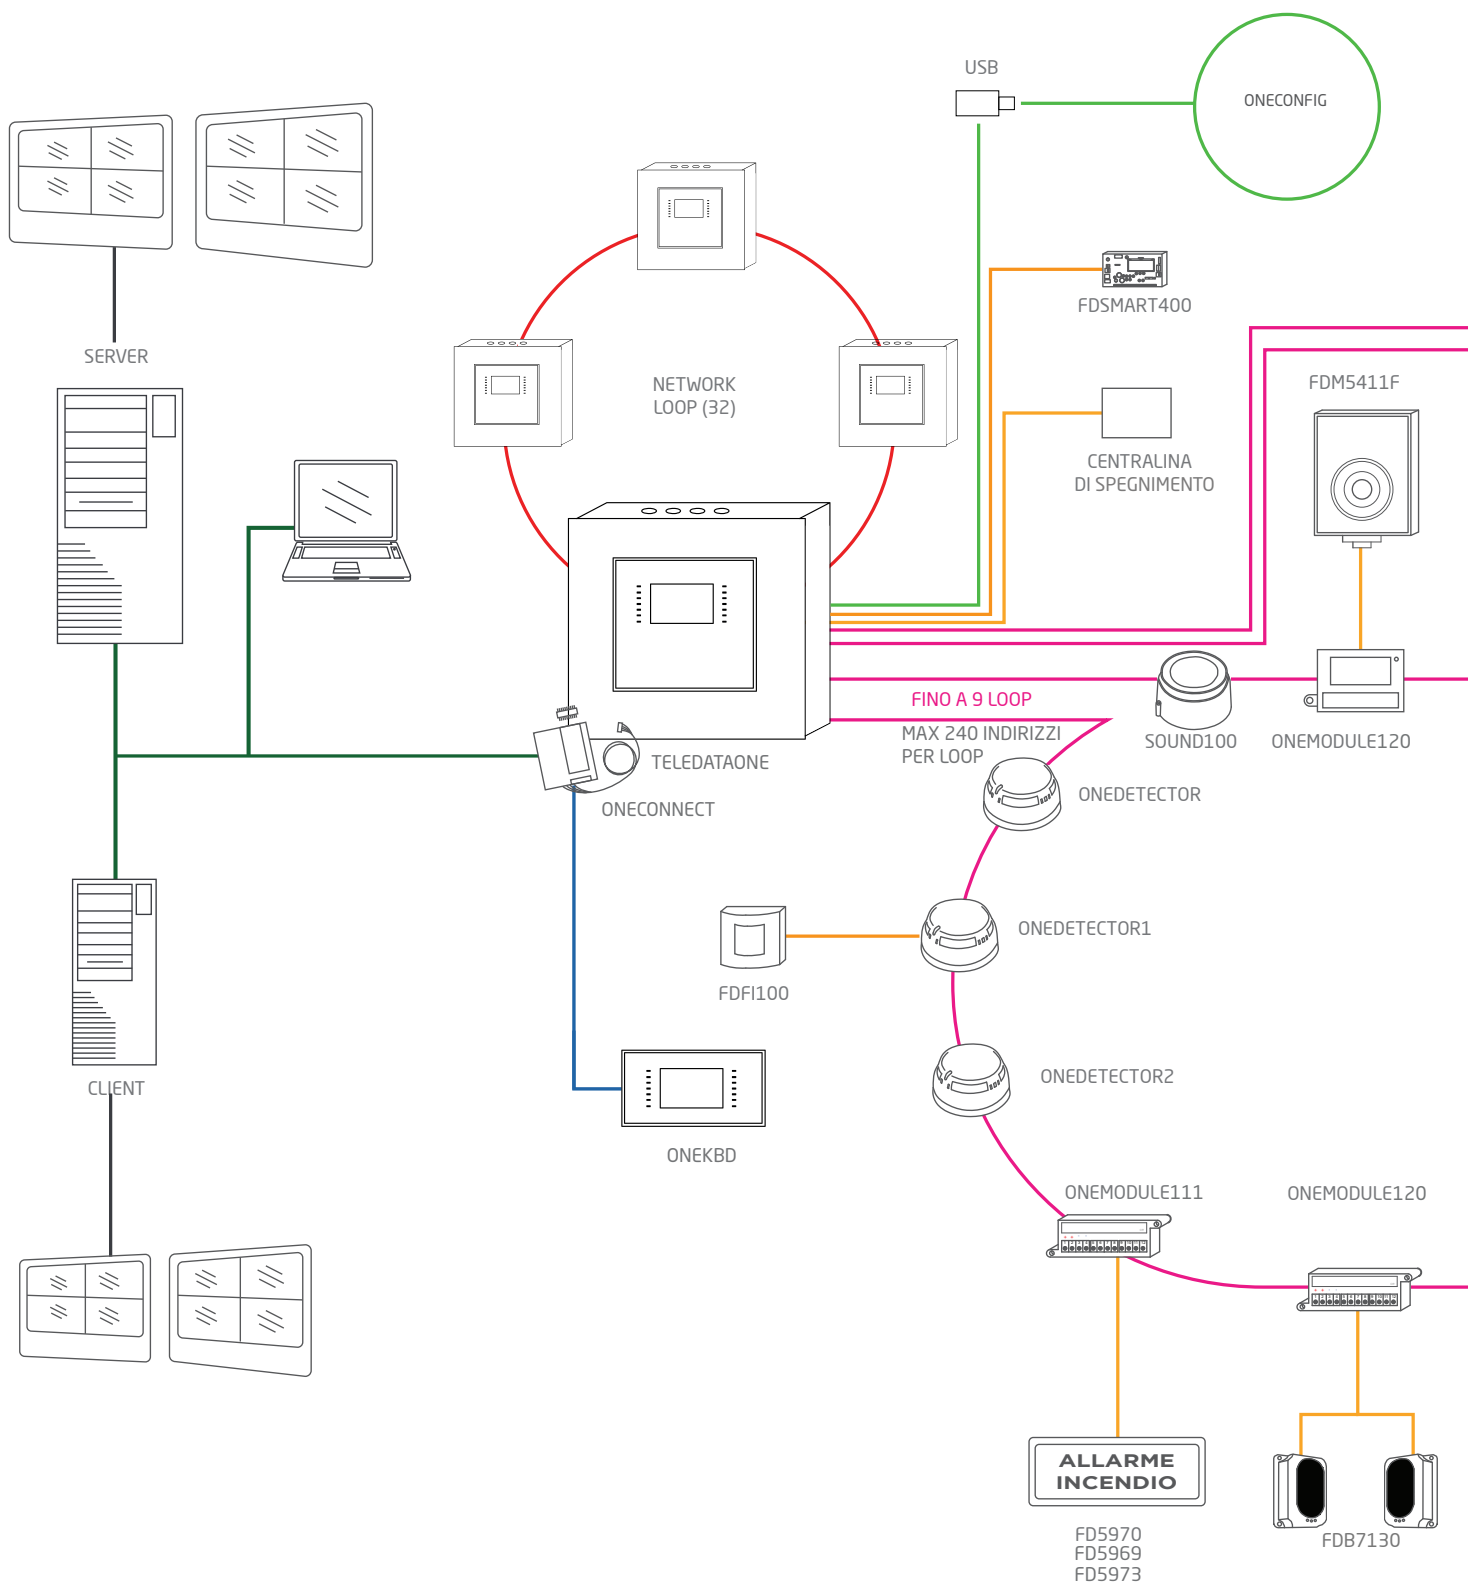 USB
ONECONFIG
FDSMART400
SERVER
NETWORK
LOOP (32)
FDM5411F
CENTRALINA
DI SPEGNIMENTO
FINO A 9 LOOP
MAX 240 INDIRIZZI
PER LOOP
SOUND100
ONEMODULE120
TELEDATAONE
ONECONNECT
ONEDETECTOR
ONEDETECTOR1
FDFI100
ONEDETECTOR2
CLIENT
ONEKBD
ONEMODULE111
ONEMODULE120
ALLARME
INCENDIO
FD5970
FD5969
FD5973
FDB7130